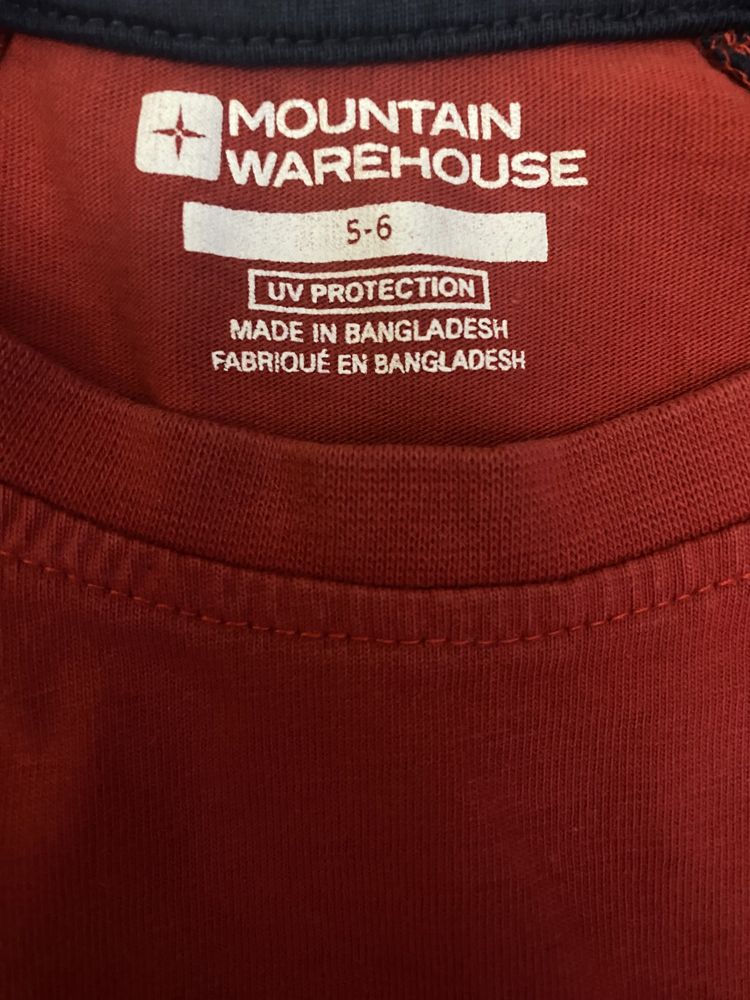 MOUNTAIN
WAREHOUSE
5-6
UV PROTECTION
MADE IN BANGLADESH
FABRIQUÉ EN BANGLADESH